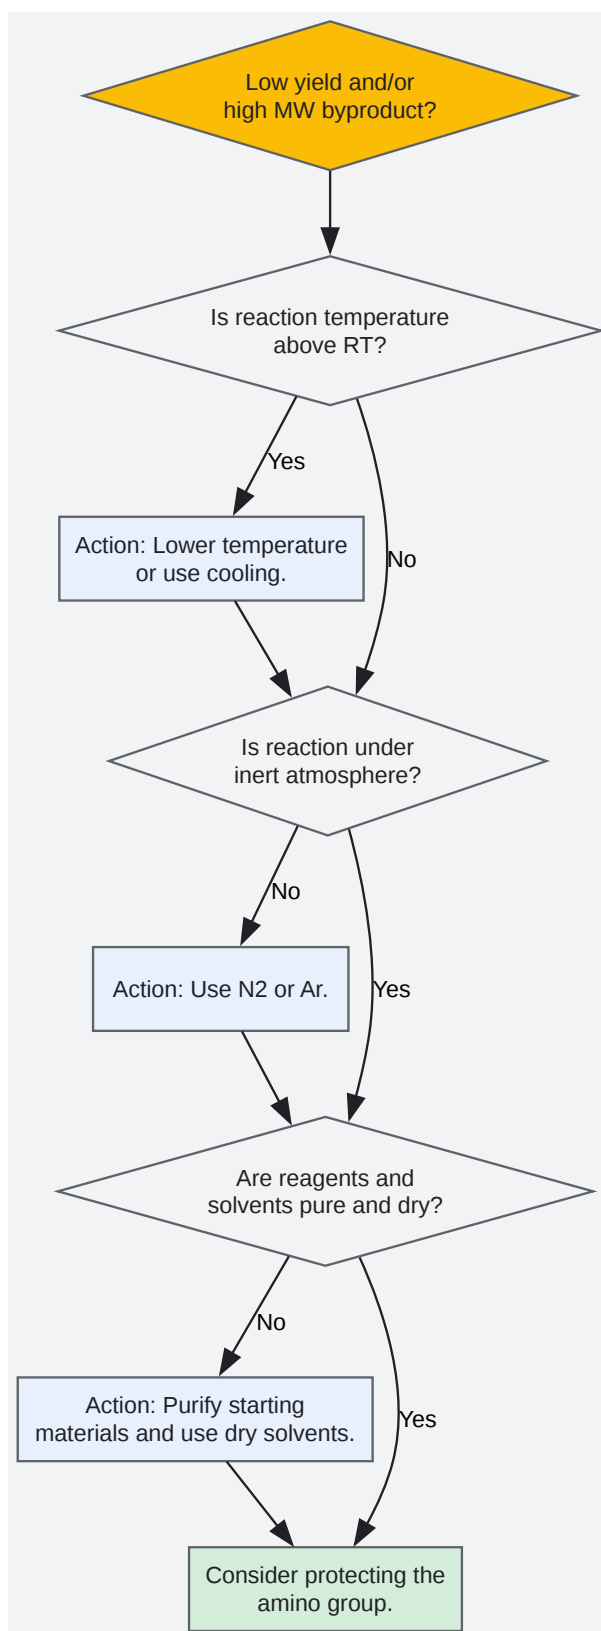 Low yield and/or
high MW byproduct?
Is reaction temperature
above RT?
Yes
Action: Lower temperature
or use cooling.
No
Is reaction under
inert atmosphere?
No
Action: Use N2 or Ar.
Yes
Are reagents and
solvents pure and dry?
No
Action: Purify starting
materials and use dry solvents.
Yes
Consider protecting the
amino group.